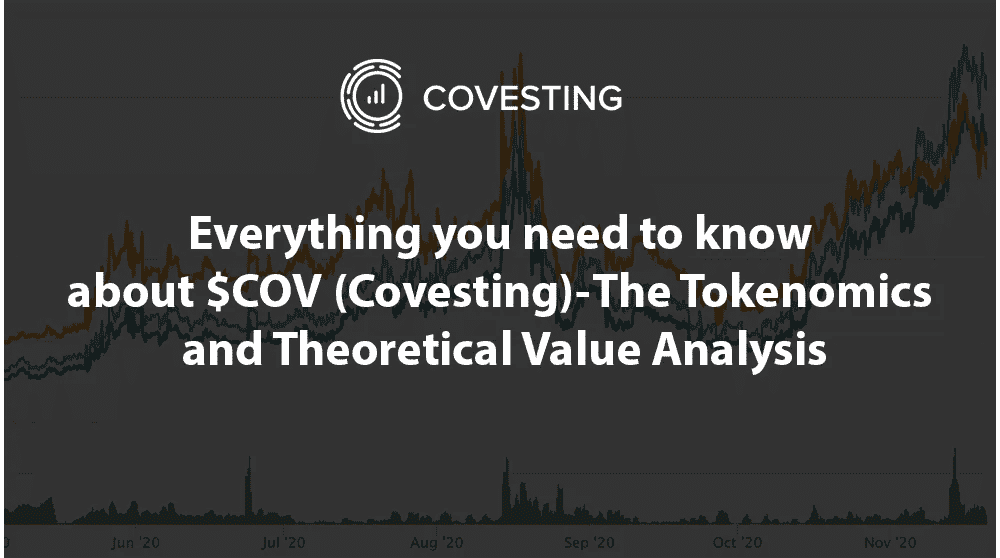 COVESTING
Everything you need to know
about $COV (Covesting)-The Tokenomics
and Theoretical Value Analysis
0 Jun '20 Jul '20 Aug '20 Sep '20 Oct '20 Nov '20